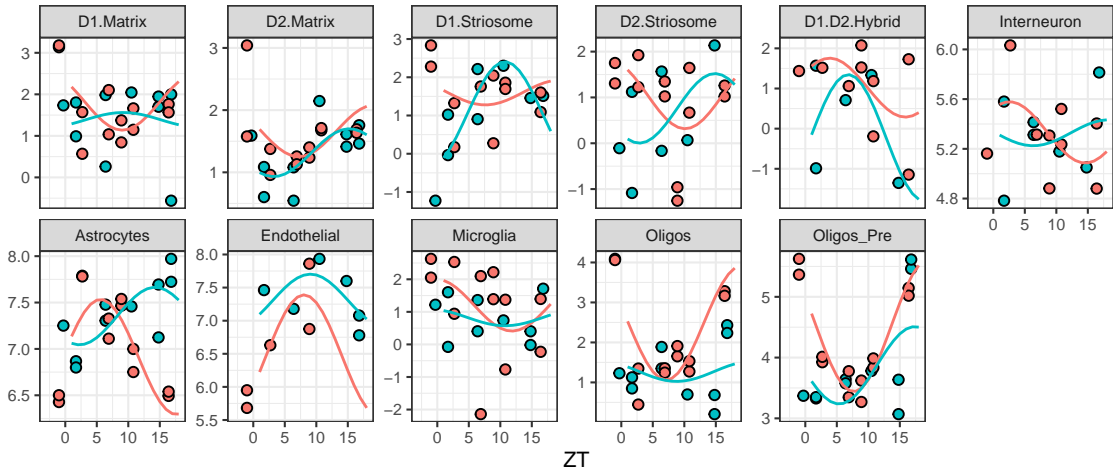 D1.Matrix D2.Matrix D1.Striosome D2.Striosome D1.D2.Hybrid Interneuron
3 2 1 0
3 2 1
3 2 1 0 −1
2 1 0 −1
2 1 0 −1
6.0 5.6 5.2 4.8
0 5 10 15
Astrocytes Endothelial Microglia Oligos Oligos_Pre
8.0 7.5 7.0 6.5
8.0 7.5 7.0 6.5 6.0 5.5
3 2 1 0 −1 −2
4 3 2 1
5 4 3
0 5 10 15
0 5 10 15
0 5 10 15
0 5 10 15
0 5 10 15
ZT